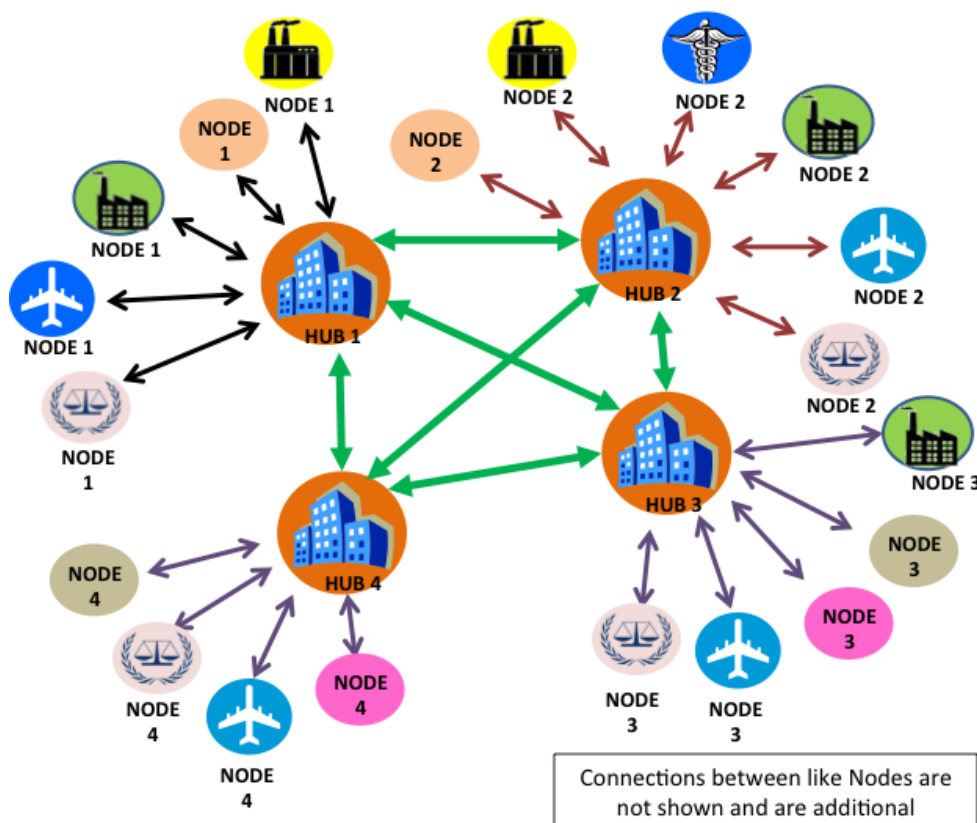 NODE 1
NODE 2
NODE 2
NODE
1
NODE
2
NODE 2
NODE 1
NODE 2
NODE 1
HUB 1
HUB 2
NODE 2
NODE
1
NODE 3
HUB 3
HUB 4
NODE
4
NODE
3
NODE
3
NODE
4
NODE
4
NODE
3
NODE
3
NODE
4
Connections between like Nodes are
not shown and are additional